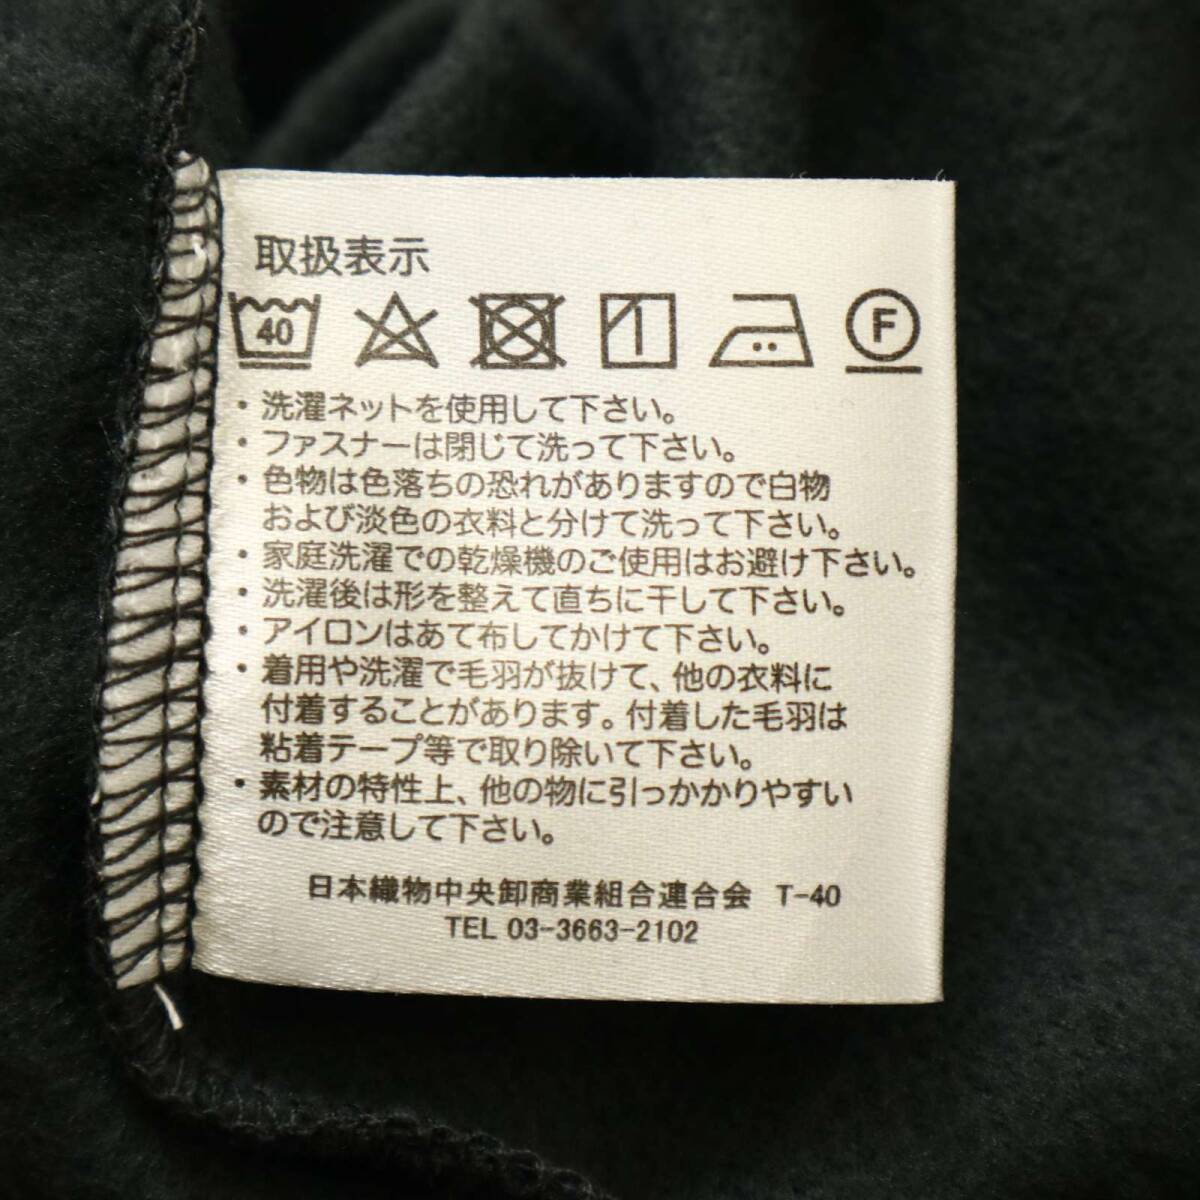 取扱表示
40 F
・洗濯ネットを使用して下さい。
・ファスナーは閉じて洗って下さい。
・色物は色落ちの恐れがありますので白物
および淡色の衣料と分けて洗って下さい。
・家庭洗濯での乾燥機のご使用はお避け下さい。
・洗濯後は形を整えて直ちに干して下さい。
・アイロンはあて布してかけて下さい。
・着用や洗濯で毛羽が抜けて、他の衣料に
付着することがあります。付着した毛羽は
粘着テープ等で取り除いて下さい。
・素材の特性上、他の物に引っかかりやすい
ので注意して下さい。
日本織物中央卸商業組合連合会 T-40
TEL 03-3663-2102